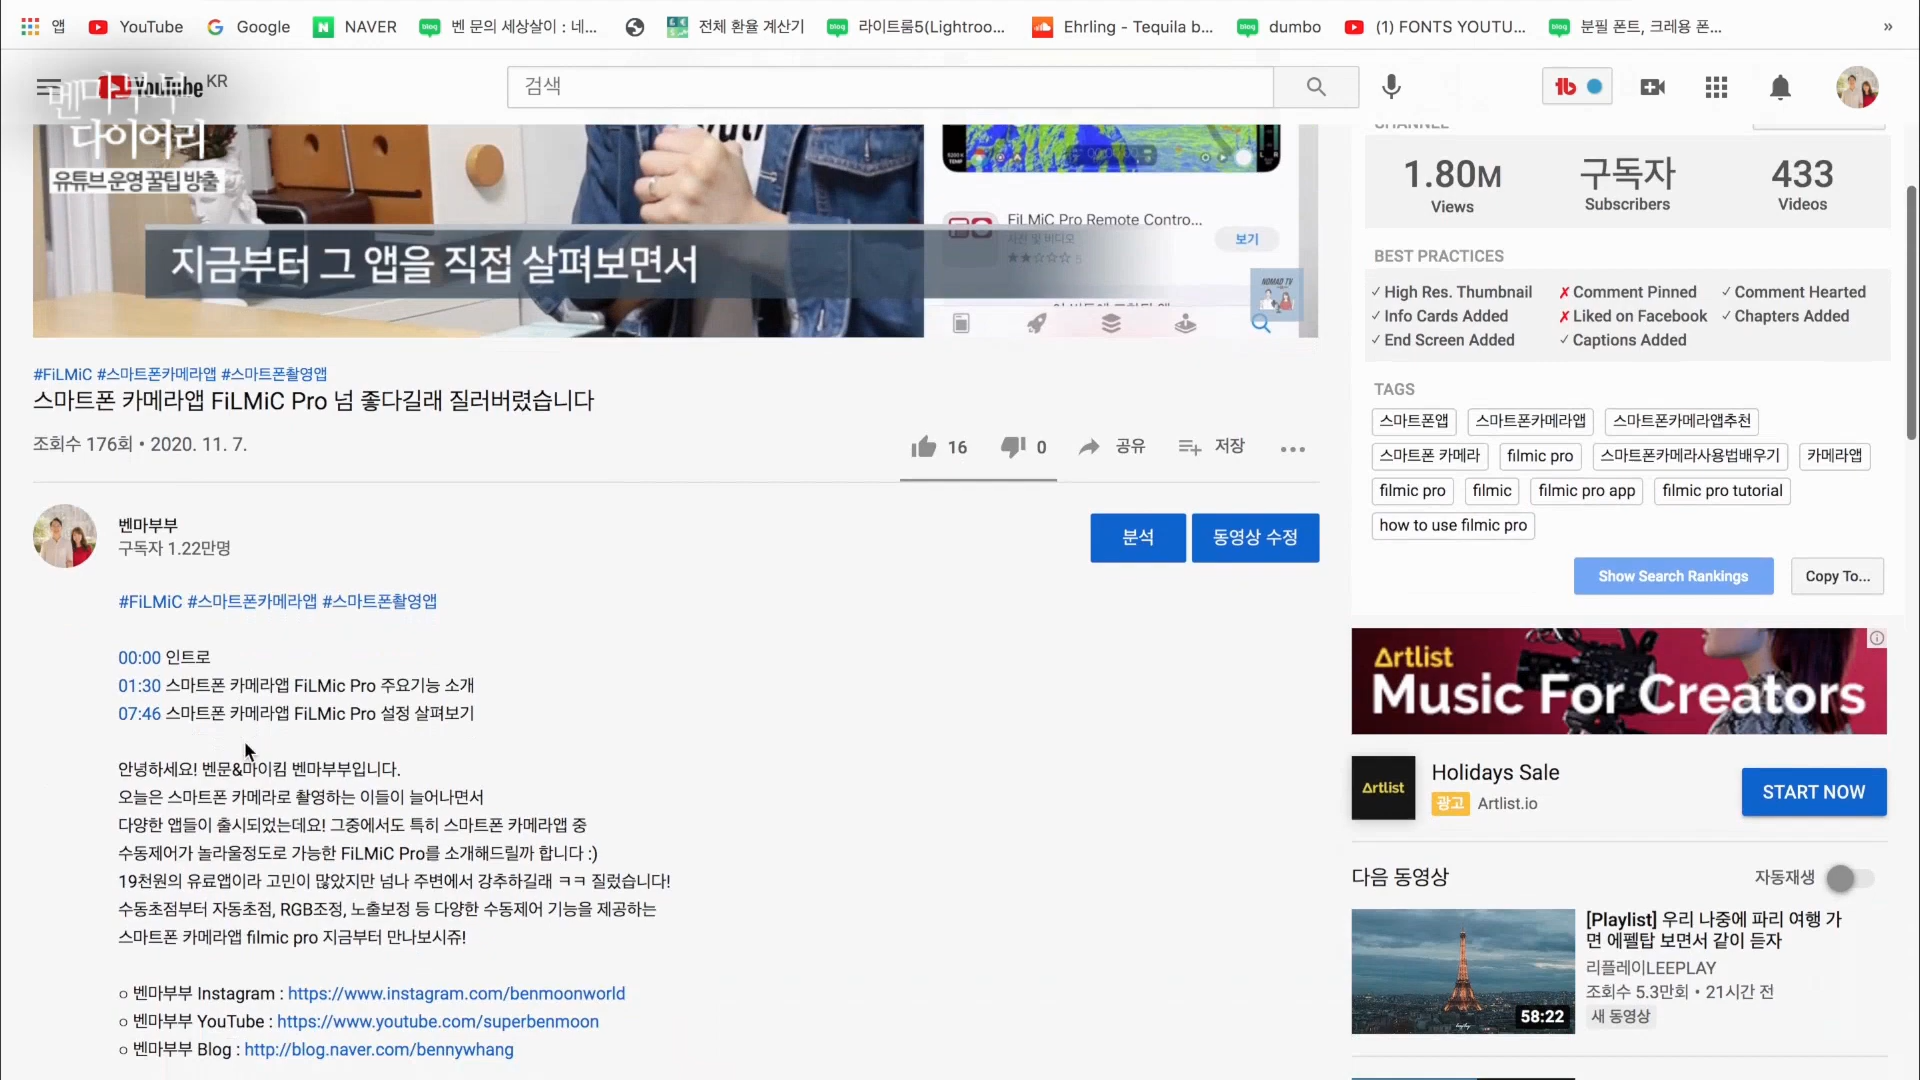 앱
YouTube
Google
NAVER
벤 문의 세상살이 : 네...
전체 환율 계산기
라이트룸5(Lightroo...
Ehrling - Tequila b...
dumbo
(1) FONTS YOUTU...
분필 폰트, 크레용 폰...
»
YouTube KR
벤마부부
다이어리
유튜브 운영 꿀팁 방출
검색
FiLMiC Pro Remote Contro...
사진 및 비디오
보기
지금부터 그 앱을 직접 살펴보면서
NOMAD TV
#FiLMiC #스마트폰카메라앱 #스마트폰촬영앱
스마트폰 카메라앱 FiLMiC Pro 넘 좋다길래 질러버렸습니다
조회수 176회 • 2020. 11. 7.
16
0
공유
저장
벤마부부
구독자 1.22만명
분석
동영상 수정
#FiLMiC #스마트폰카메라앱 #스마트폰촬영앱
00:00 인트로
01:30 스마트폰 카메라앱 FiLMic Pro 주요기능 소개
07:46 스마트폰 카메라앱 FiLMic Pro 설정 살펴보기
안녕하세요! 벤문&마이킴 벤마부부입니다.
오늘은 스마트폰 카메라로 촬영하는 이들이 늘어나면서
다양한 앱들이 출시되었는데요! 그중에서도 특히 스마트폰 카메라앱 중
수동제어가 놀라울정도로 가능한 FiLMiC Pro를 소개해드릴까 합니다 :)
19천원의 유료앱이라 고민이 많았지만 넘나 주변에서 강추하길래 ㅋㅋ 질렀습니다!
수동초점부터 자동초점, RGB조정, 노출보정 등 다양한 수동제어 기능을 제공하는
스마트폰 카메라앱 filmic pro 지금부터 만나보시쥬!
○ 벤마부부 Instagram : https://www.instagram.com/benmoonworld
○ 벤마부부 YouTube : https://www.youtube.com/superbenmoon
○ 벤마부부 Blog : http://blog.naver.com/bennywhang
CHANNEL
1.80M
Views
구독자
Subscribers
433
Videos
BEST PRACTICES
✓ High Res. Thumbnail ✗ Comment Pinned ✓ Comment Hearted
✓ Info Cards Added ✗ Liked on Facebook ✓ Chapters Added
✓ End Screen Added ✓ Captions Added
TAGS
스마트폰앱 스마트폰카메라앱 스마트폰카메라앱추천
스마트폰 카메라 filmic pro 스마트폰카메라사용법배우기 카메라앱
filmic pro filmic filmic pro app filmic pro tutorial
how to use filmic pro
Show Search Rankings
Copy To...
Artlist
Music For Creators
Artlist
Holidays Sale
광고 Artlist.io
START NOW
다음 동영상
자동재생
58:22
[Playlist] 우리 나중에 파리 여행 가
면 에펠탑 보면서 같이 듣자
리플레이LEEPLAY
조회수 5.3만회 • 21시간 전
새 동영상